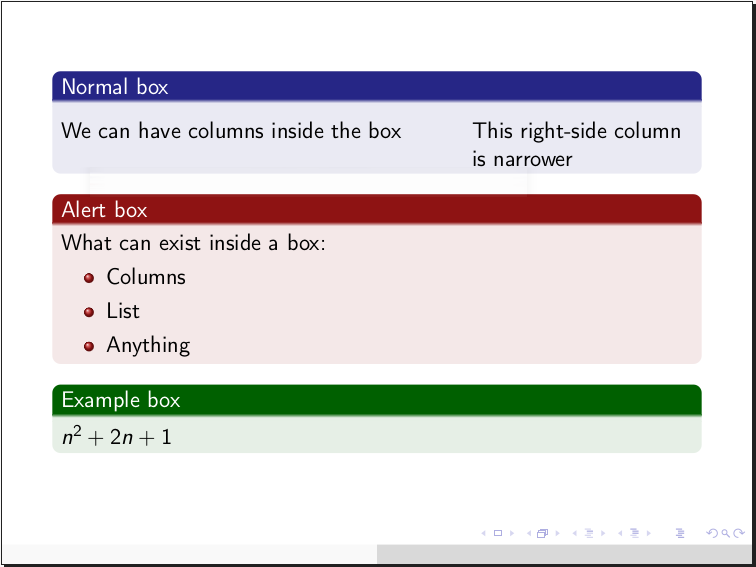 Normal box
We can have columns inside the box
This right-side column
is narrower
Alert box
What can exist inside a box:
Columns
List
Anything
Example box
n² + 2n + 1